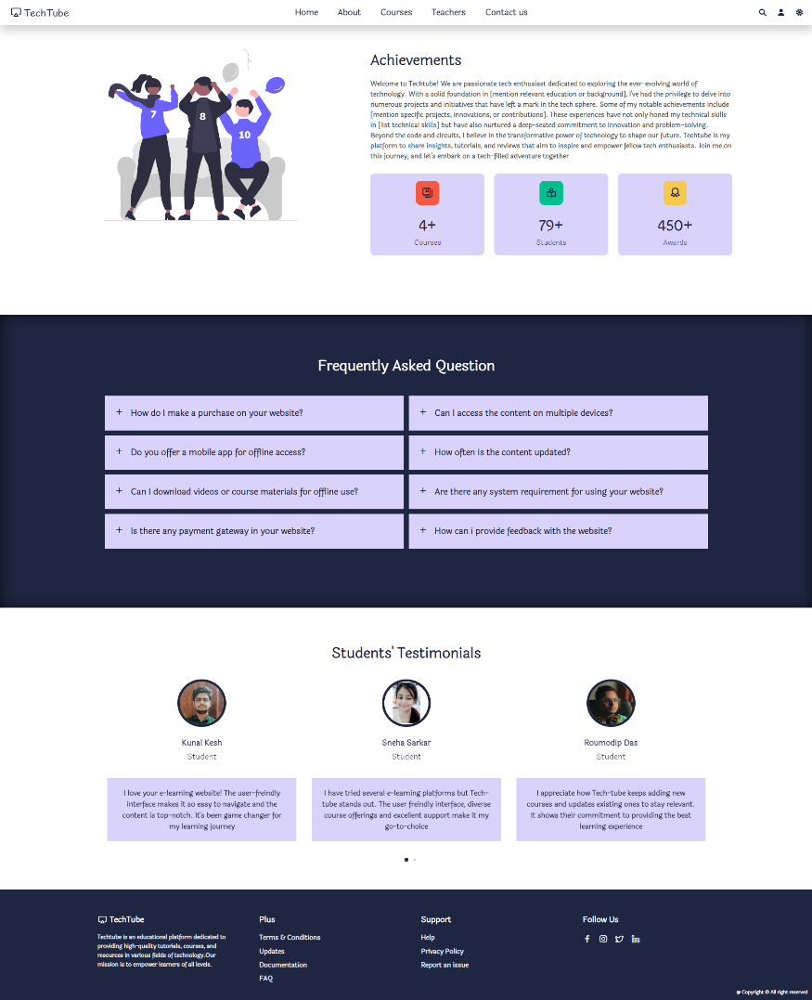 TechTube
Home About Courses Teachers Contact us
7
8
10
Achievements
Welcome to Techtube! We are passionate tech enthusiast dedicated to exploring the ever-evolving world of
technology. With a solid foundation in [mention relevant education or background], I've had the privilege to delve into
numerous projects and initiatives that have left a mark in the tech sphere. Some of my notable achievements include
[mention specific projects, innovations, or contributions]. These experiences have not only honed my technical skills
in [list technical skills] but have also nurtured a deep-seated commitment to innovation and problem-solving.
Beyond the code and circuits, I believe in the transformative power of technology to shape our future. Techtube is my
platform to share insights, tutorials, and reviews that aim to inspire and empower fellow tech enthusiasts. Join me on
this journey, and let's embark on a tech-filled adventure together
4+
Courses
79+
Students
450+
Awards
Frequently Asked Question
+ How do I make a purchase on your website?
+ Can I access the content on multiple devices?
+ Do you offer a mobile app for offline access?
+ How often is the content updated?
+ Can I download videos or course materials for offline use?
+ Are there any system requirement for using your website?
+ Is there any payment gateway in your website?
+ How can i provide feedback with the website?
Students' Testimonials
Kunal Kesh
Student
I love your e-learning website! The user-freindly
interface makes it so easy to navigate and the
content is top-notch. It's been game changer for
my learning journey
Sneha Sarkar
Student
I have tried several e-learning platforms but Tech-
tube stands out. The user freindly interface, diverse
course offerings and excellent support make it my
go-to-choice
Roumodip Das
Student
I appreciate how Tech-tube keeps adding new
courses and updates existing ones to stay relevant.
It shows their commitment to providing the best
learning experience
TechTube
Techtube is an educational platform dedicated to
providing high-quality tutorials, courses, and
resources in various fields of technology.Our
mission is to empower learners of all levels.
Plus
Terms & Conditions
Updates
Documentation
FAQ
Support
Help
Privacy Policy
Report an issue
Follow Us
@ Copyright © All right reserved